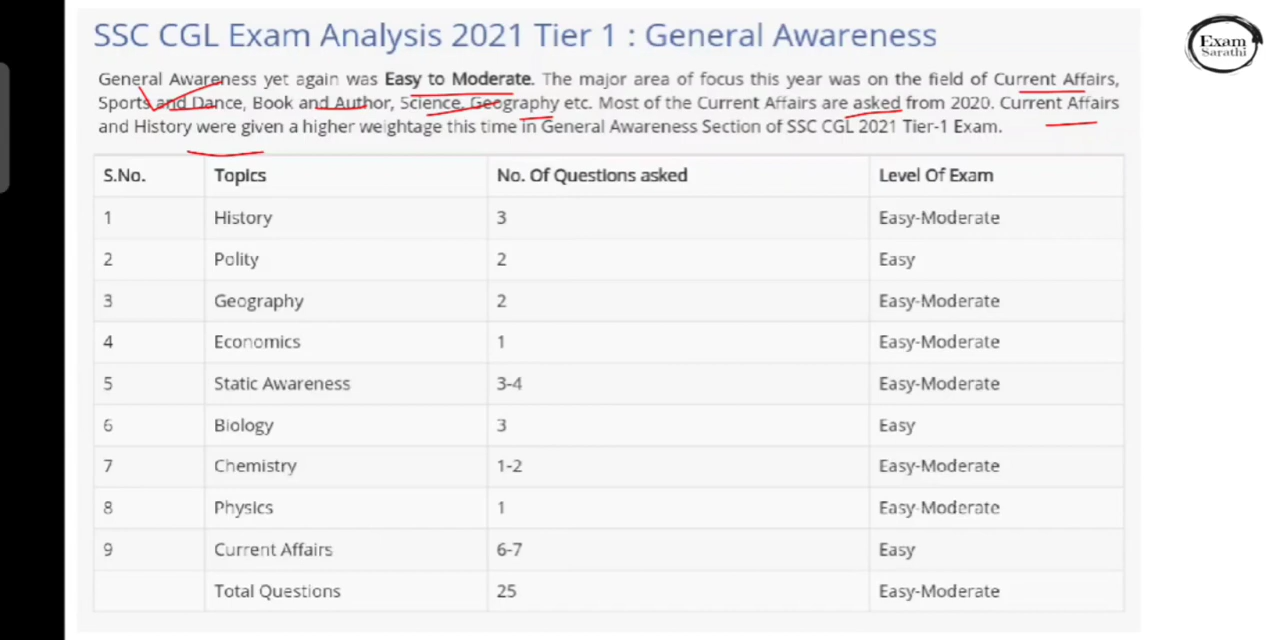 SSC CGL Exam Analysis 2021 Tier 1 : General Awareness
Exam
Sarathi
General Awareness yet again was Easy to Moderate. The major area of focus this year was on the field of Current Affairs,
Sports and Dance, Book and Author, Science, Geography etc. Most of the Current Affairs are asked from 2020. Current Affairs
and History were given a higher weightage this time in General Awareness Section of SSC CGL 2021 Tier-1 Exam.
S.No. Topics No. Of Questions asked Level Of Exam
1 History 3 Easy-Moderate
2 Polity 2 Easy
3 Geography 2 Easy-Moderate
4 Economics 1 Easy-Moderate
5 Static Awareness 3-4 Easy-Moderate
6 Biology 3 Easy
7 Chemistry 1-2 Easy-Moderate
8 Physics 1 Easy-Moderate
9 Current Affairs 6-7 Easy
Total Questions 25 Easy-Moderate